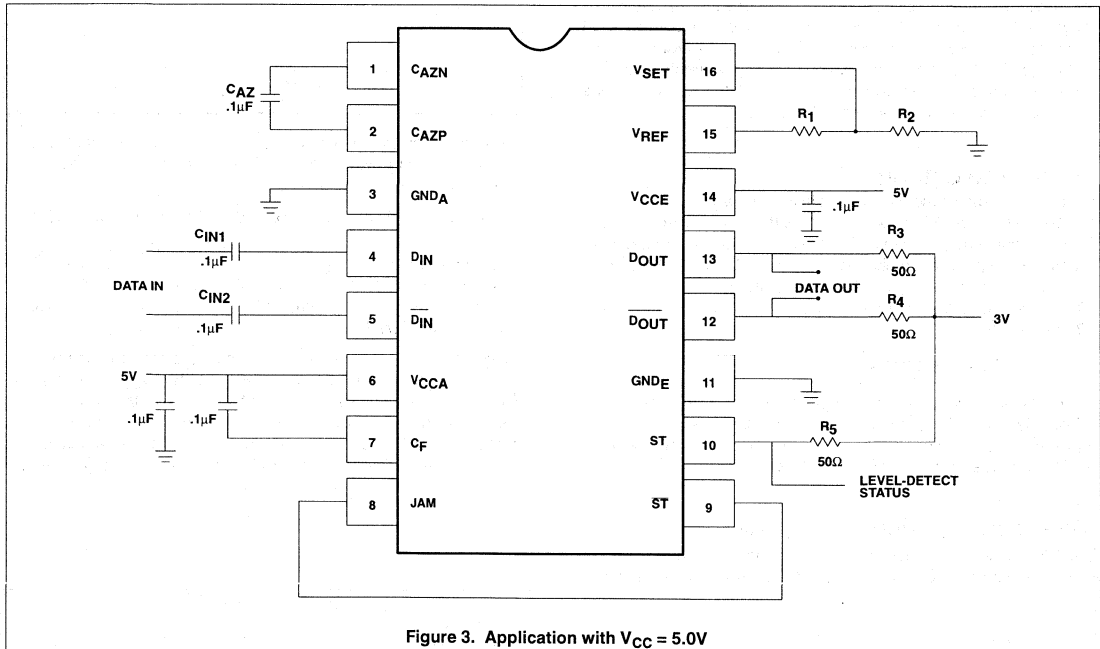 1 CAZN
CAZ
.1µF
2 CAZP
3 GNDA
CIN1
.1µF
4 DIN
DATA IN
CIN2
.1µF
5 D̅I̅N̅
5V
6 VCCA
.1µF .1µF
7 CF
8 JAM
VSET 16
R1 R2
VREF 15
VCCE 14
5V
.1µF
DOUT 13
R3
50Ω
DATA OUT
D̅O̅U̅T̅ 12
R4
50Ω
3V
GNDE 11
ST 10
R5
50Ω
LEVEL-DETECT
STATUS
S̅T̅ 9
Figure 3. Application with VCC = 5.0V